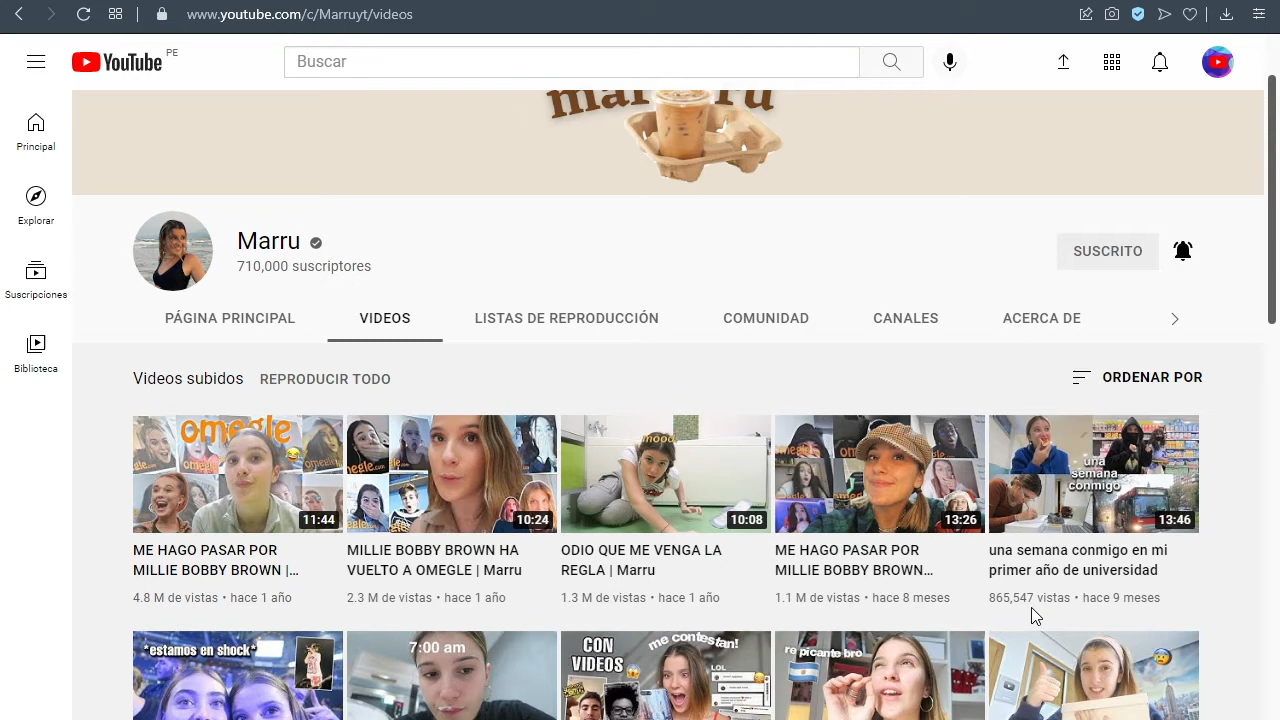 www.youtube.com/c/Marruyt/videos
YouTube PE
Buscar
marru
Principal
Explorar
Suscripciones
Biblioteca
Marru
710,000 suscriptores
SUSCRITO
PÁGINA PRINCIPAL VIDEOS LISTAS DE REPRODUCCIÓN COMUNIDAD CANALES ACERCA DE
Videos subidos REPRODUCIR TODO ORDENAR POR
omegle
11:44
ME HAGO PASAR POR
MILLIE BOBBY BROWN |...
4.8 M de vistas • hace 1 año
10:24
MILLIE BOBBY BROWN HA
VUELTO A OMEGLE | Marru
2.3 M de vistas • hace 1 año
mood
10:08
ODIO QUE ME VENGA LA
REGLA | Marru
1.3 M de vistas • hace 1 año
13:26
ME HAGO PASAR POR
MILLIE BOBBY BROWN...
1.1 M de vistas • hace 8 meses
una
semana
conmigo
13:46
una semana conmigo en mi
primer año de universidad
865,547 vistas • hace 9 meses
*estamos en shock*
7:00 am
CON
VIDEOS
me contestan!
LOL
re picante bro